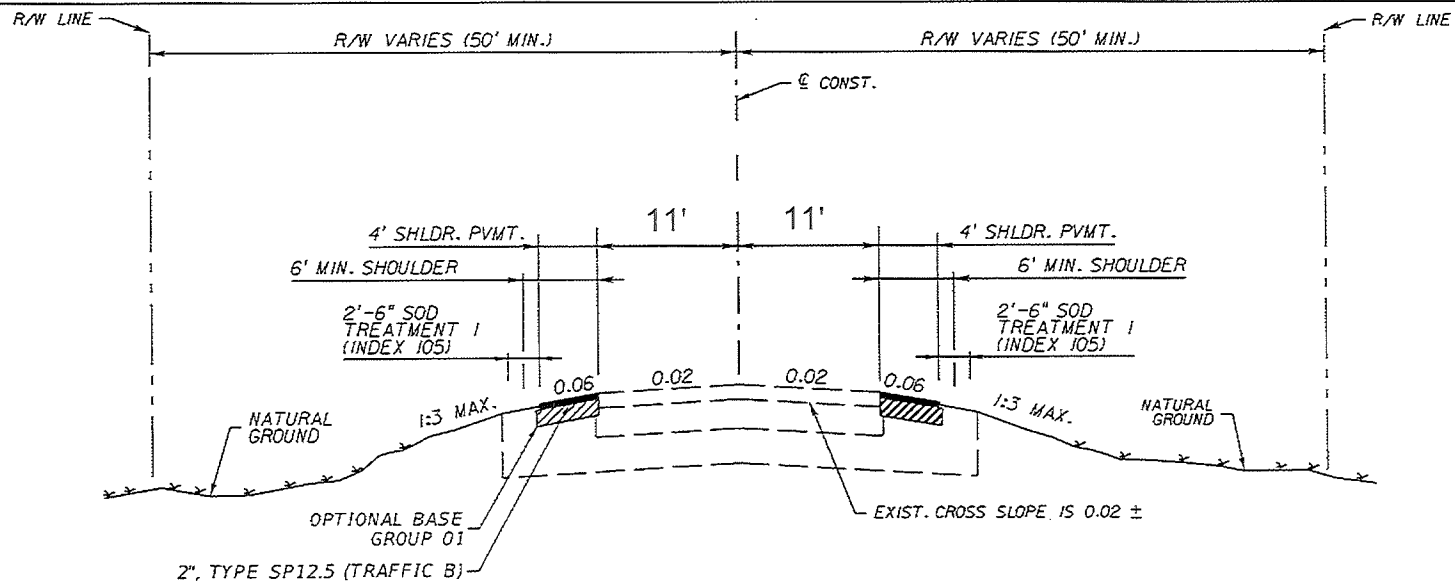 R/W LINE
R/W LINE
R/W VARIES (50' MIN.)
R/W VARIES (50' MIN.)
℄ CONST.
11'
11'
4' SHLDR. PVMT.
4' SHLDR. PVMT.
6' MIN. SHOULDER
6' MIN. SHOULDER
2'-6" SOD
TREATMENT I
(INDEX 105)
2'-6" SOD
TREATMENT I
(INDEX 105)
0.06
0.02
0.02
0.06
1:3 MAX.
1:3 MAX.
NATURAL
GROUND
NATURAL
GROUND
OPTIONAL BASE
GROUP 01
EXIST. CROSS SLOPE IS 0.02 ±
2", TYPE SP12.5 (TRAFFIC B)